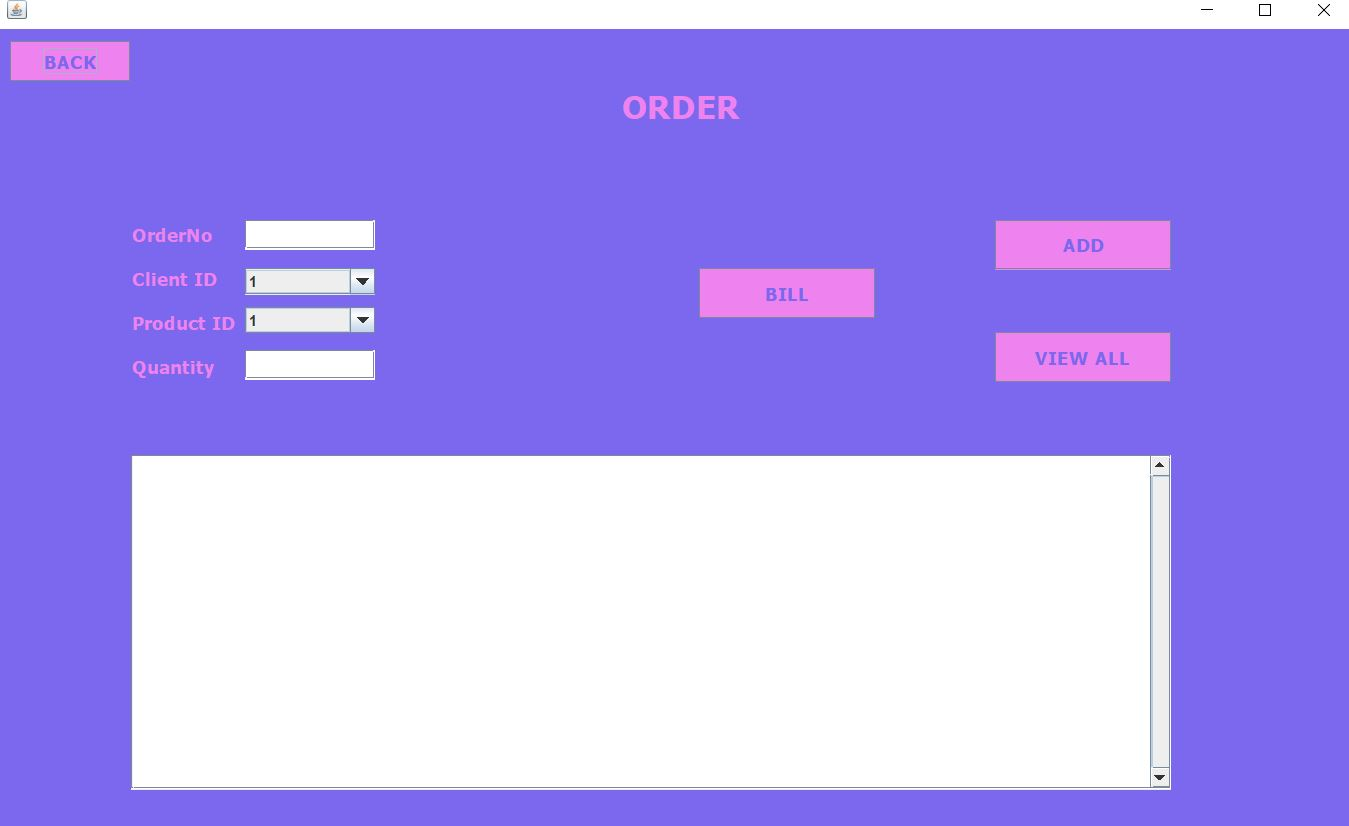 BACK
ORDER
OrderNo
Client ID
1
Product ID
1
Quantity
BILL
ADD
VIEW ALL